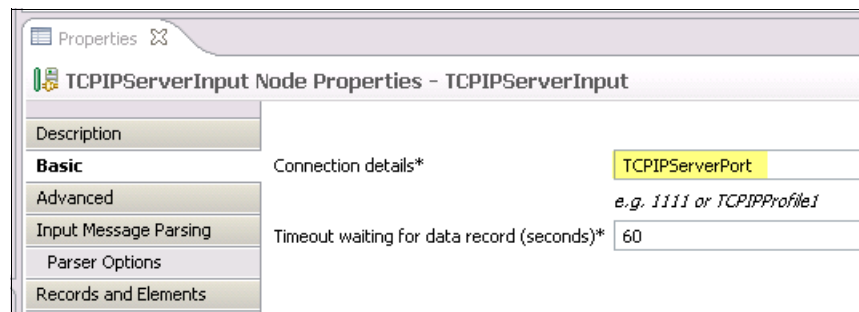 Properties
TCPIPServerInput Node Properties - TCPIPServerInput
Description
Basic
Connection details* TCPIPServerPort
Advanced
e.g. 1111 or TCPIPProfile1
Input Message Parsing
Timeout waiting for data record (seconds)* 60
Parser Options
Records and Elements